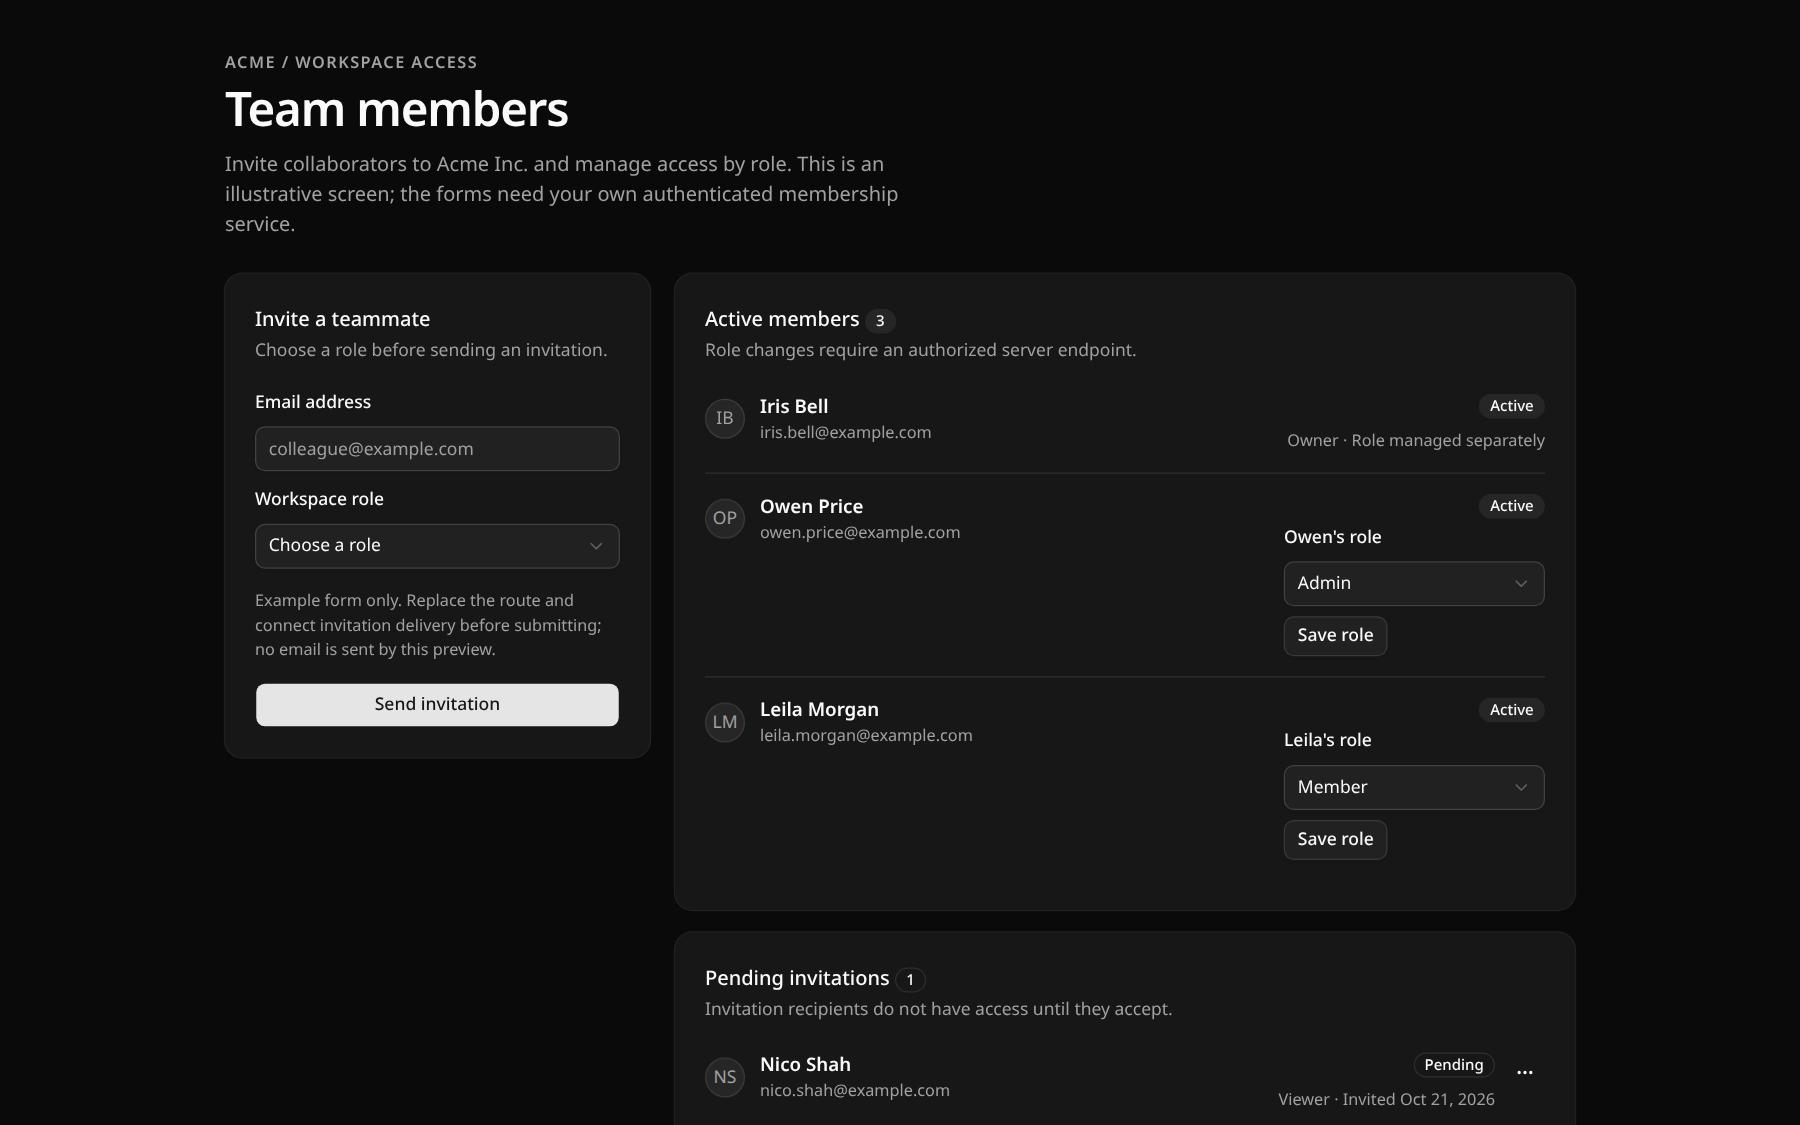 ACME / WORKSPACE ACCESS
Team members
Invite collaborators to Acme Inc. and manage access by role. This is an
illustrative screen; the forms need your own authenticated membership
service.
Invite a teammate
Choose a role before sending an invitation.
Email address
colleague@example.com
Workspace role
Choose a role
Example form only. Replace the route and
connect invitation delivery before submitting;
no email is sent by this preview.
Send invitation
Active members 3
Role changes require an authorized server endpoint.
IB
Iris Bell
iris.bell@example.com
Active
Owner · Role managed separately
OP
Owen Price
owen.price@example.com
Active
Owen's role
Admin
Save role
LM
Leila Morgan
leila.morgan@example.com
Active
Leila's role
Member
Save role
Pending invitations 1
Invitation recipients do not have access until they accept.
NS
Nico Shah
nico.shah@example.com
Pending
...
Viewer · Invited Oct 21, 2026